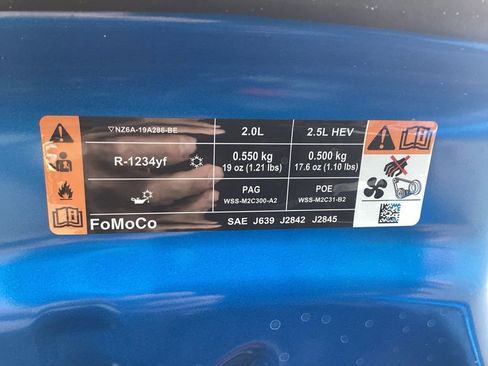 ▽NZ6A-19A286-BE 2.0L 2.5L HEV
R-1234yf 0.550 kg 0.500 kg
19 oz (1.21 lbs) 17.6 oz (1.10 lbs)
PAG POE
WSS-M2C300-A2 WSS-M2C31-B2
FoMoCo SAE J639 J2842 J2845